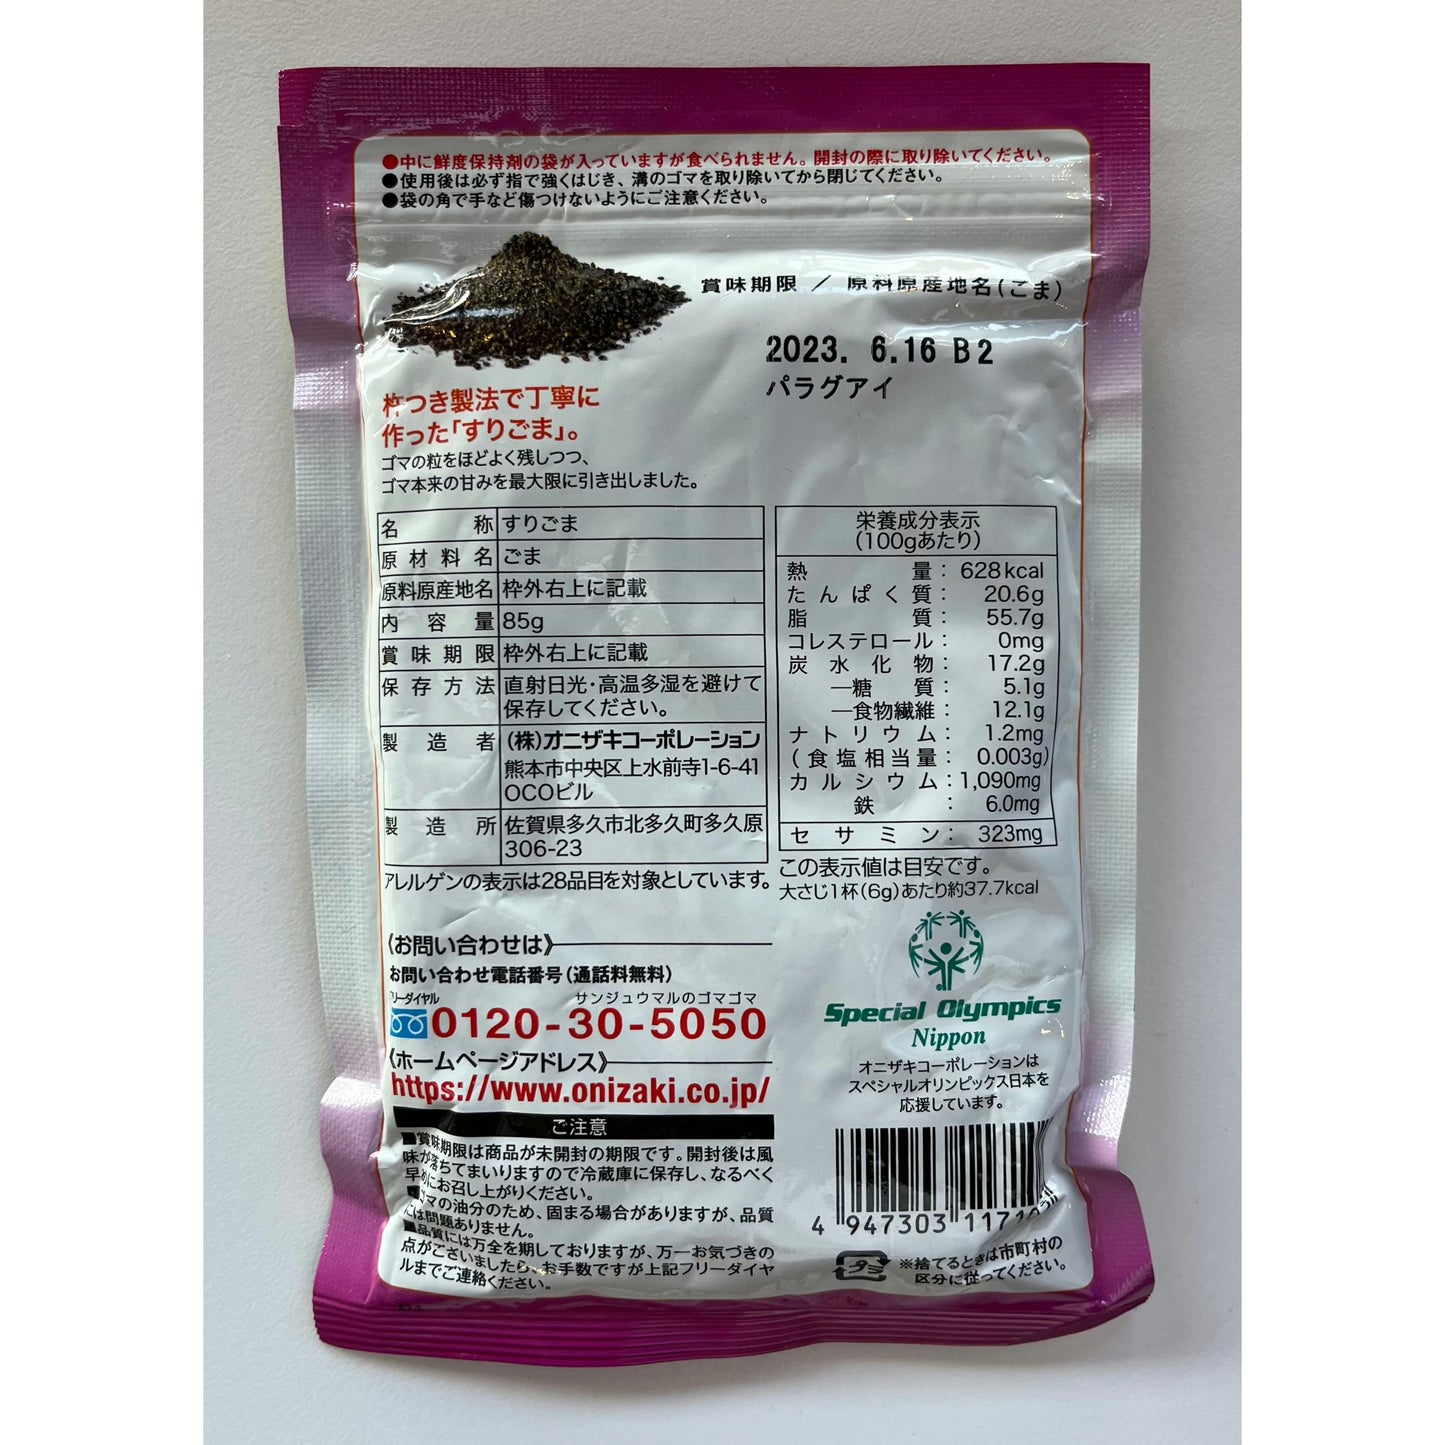 ●中に鮮度保持剤の袋が入っていますが食べられません。開封の際に取り除いてください。
●使用後は必ず指で強くはじき、溝のゴマを取り除いてから閉じてください。
●袋の角で手など傷つけないようにご注意ください。
賞味期限 / 原料原産地名(ごま)
2023. 6.16 B2
パラグアイ
杵つき製法で丁寧に
作った「すりごま」。
ゴマの粒をほどよく残しつつ、
ゴマ本来の甘みを最大限に引き出しました。
名称 すりごま
原材料名 ごま
原料原産地名 枠外右上に記載
内容量 85g
賞味期限 枠外右上に記載
保存方法 直射日光・高温多湿を避けて
保存してください。
製造者 (株)オニザキコーポレーション
熊本市中央区上水前寺1-6-41
OCOビル
製造所 佐賀県多久市北多久町多久原
306-23
アレルゲンの表示は28品目を対象としています。
栄養成分表示
(100gあたり)
熱量: 628kcal
たんぱく質: 20.6g
脂質: 55.7g
コレステロール: 0mg
炭水化物: 17.2g
―糖質: 5.1g
―食物繊維: 12.1g
ナトリウム: 1.2mg
(食塩相当量: 0.003g)
カルシウム: 1,090mg
鉄: 6.0mg
セサミン: 323mg
この表示値は目安です。
大さじ1杯(6g)あたり約37.7kcal
《お問い合わせは》
お問い合わせ電話番号(通話料無料)
フリーダイヤル サンジュウマルのゴマゴマ
0120-30-5050
《ホームページアドレス》
https://www.onizaki.co.jp/
Special Olympics
Nippon
オニザキコーポレーションは
スペシャルオリンピックス日本を
応援しています。
ご注意
■賞味期限は商品が未開封の期限です。開封後は風
味が落ちてまいりますので冷蔵庫に保存し、なるべく
早めにお召し上がりください。
■ゴマの油分のため、固まる場合がありますが、品質
には問題ありません。
■品質には万全を期しておりますが、万一お気づきの
点がございましたら、お手数ですが上記フリーダイヤ
ルまでご連絡ください。
4 947303
プラミ
※捨てるときは市町村の
区分に従ってください。